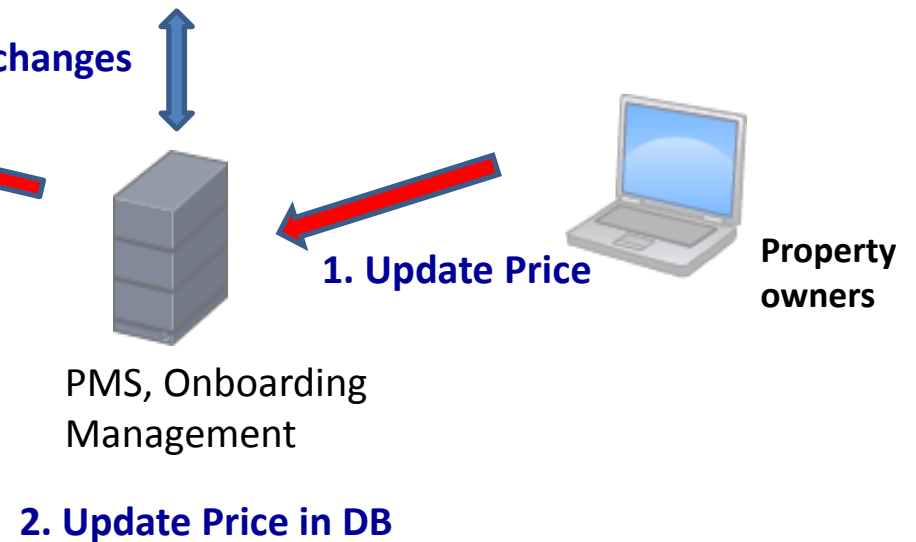 changes
1. Update Price
Property
owners
PMS, Onboarding
Management
2. Update Price in DB